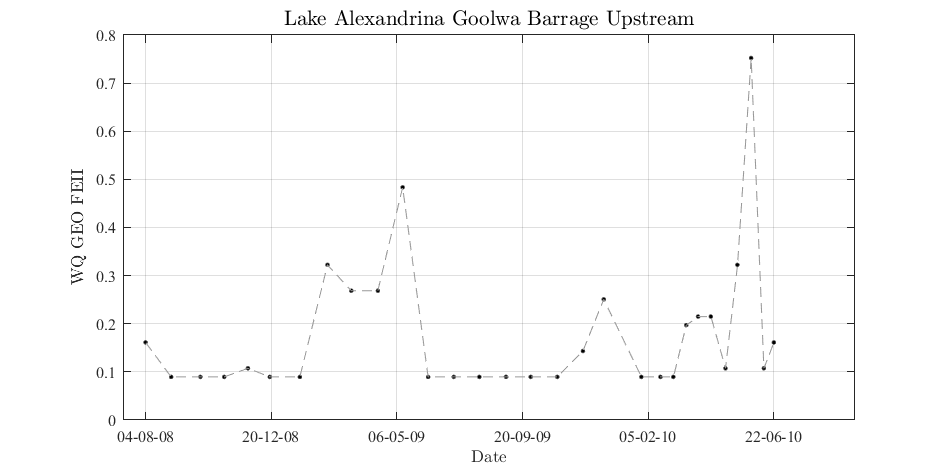 Lake Alexandrina Goolwa Barrage Upstream
WQ GEO FEII
0.8
0.7
0.6
0.5
0.4
0.3
0.2
0.1
0
04-08-08 20-12-08 06-05-09 20-09-09 05-02-10 22-06-10
Date